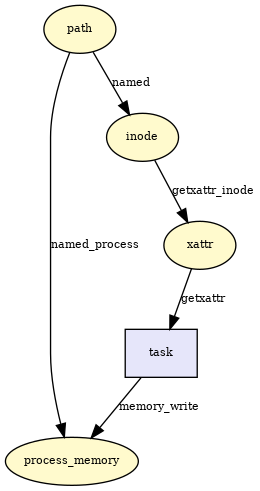 path
named
inode
getxattr_inode
named_process
xattr
getxattr
task
memory_write
process_memory